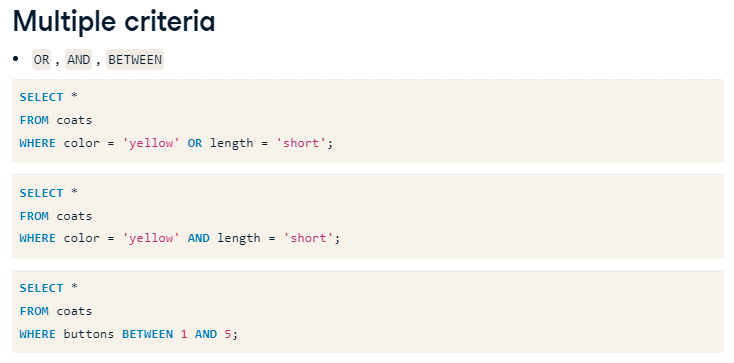 Multiple criteria
• OR , AND , BETWEEN
SELECT *
FROM coats
WHERE color = 'yellow' OR length = 'short';
SELECT *
FROM coats
WHERE color = 'yellow' AND length = 'short';
SELECT *
FROM coats
WHERE buttons BETWEEN 1 AND 5;